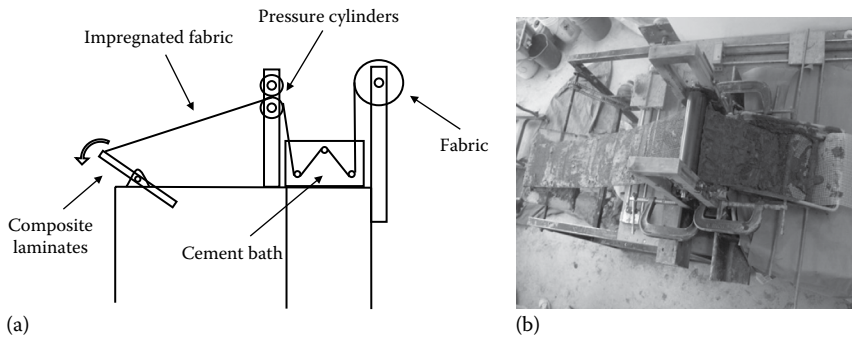 Pressure cylinders
Impregnated fabric
Fabric
Composite
laminates
Cement bath
(a)
(b)